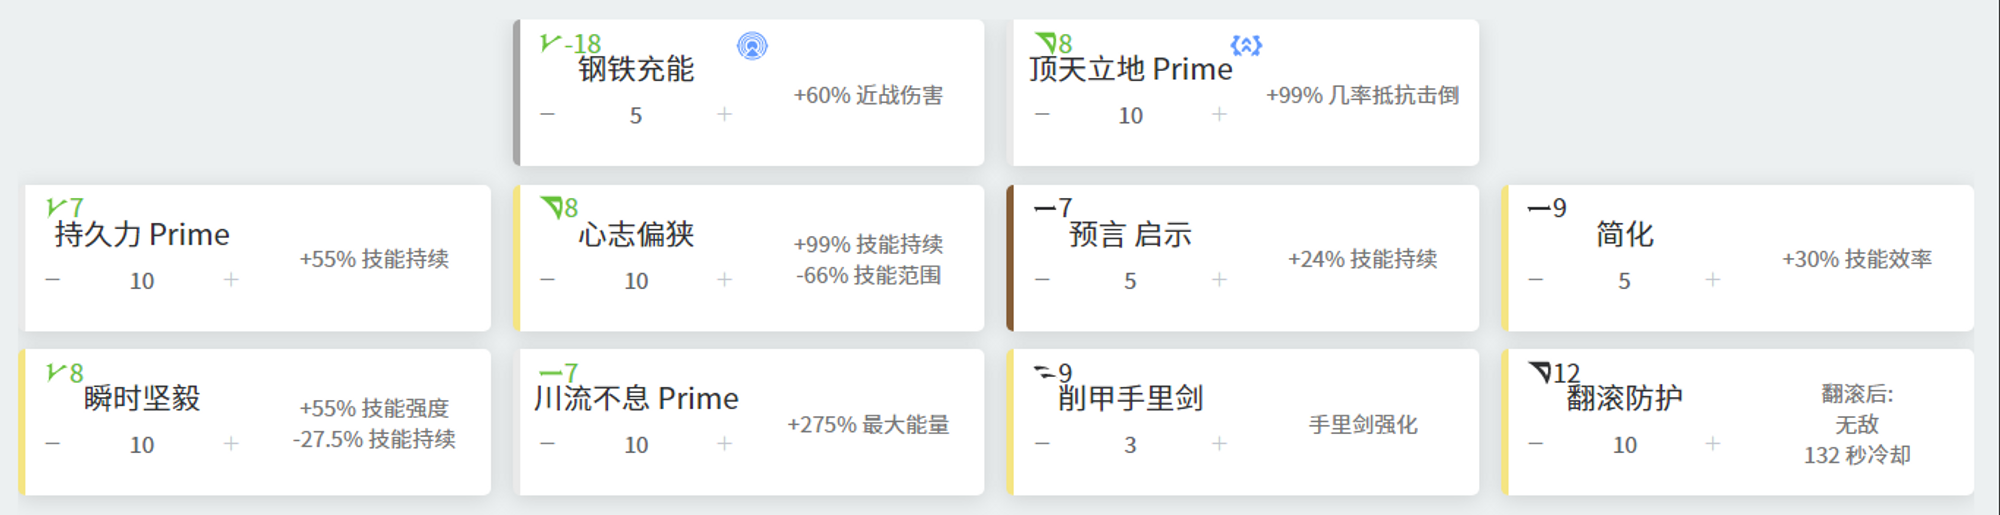 -18
钢铁充能
- 5 +
+60% 近战伤害
8
顶天立地 Prime
- 10 +
+99% 几率抵抗击倒
7
持久力 Prime
- 10 +
+55% 技能持续
8
心志偏狭
- 10 +
+99% 技能持续
-66% 技能范围
7
预言 启示
- 5 +
+24% 技能持续
9
简化
- 5 +
+30% 技能效率
8
瞬时坚毅
- 10 +
+55% 技能强度
-27.5% 技能持续
7
川流不息 Prime
- 10 +
+275% 最大能量
9
削甲手里剑
- 3 +
手里剑强化
12
翻滚防护
- 10 +
翻滚后:
无敌
132 秒冷却